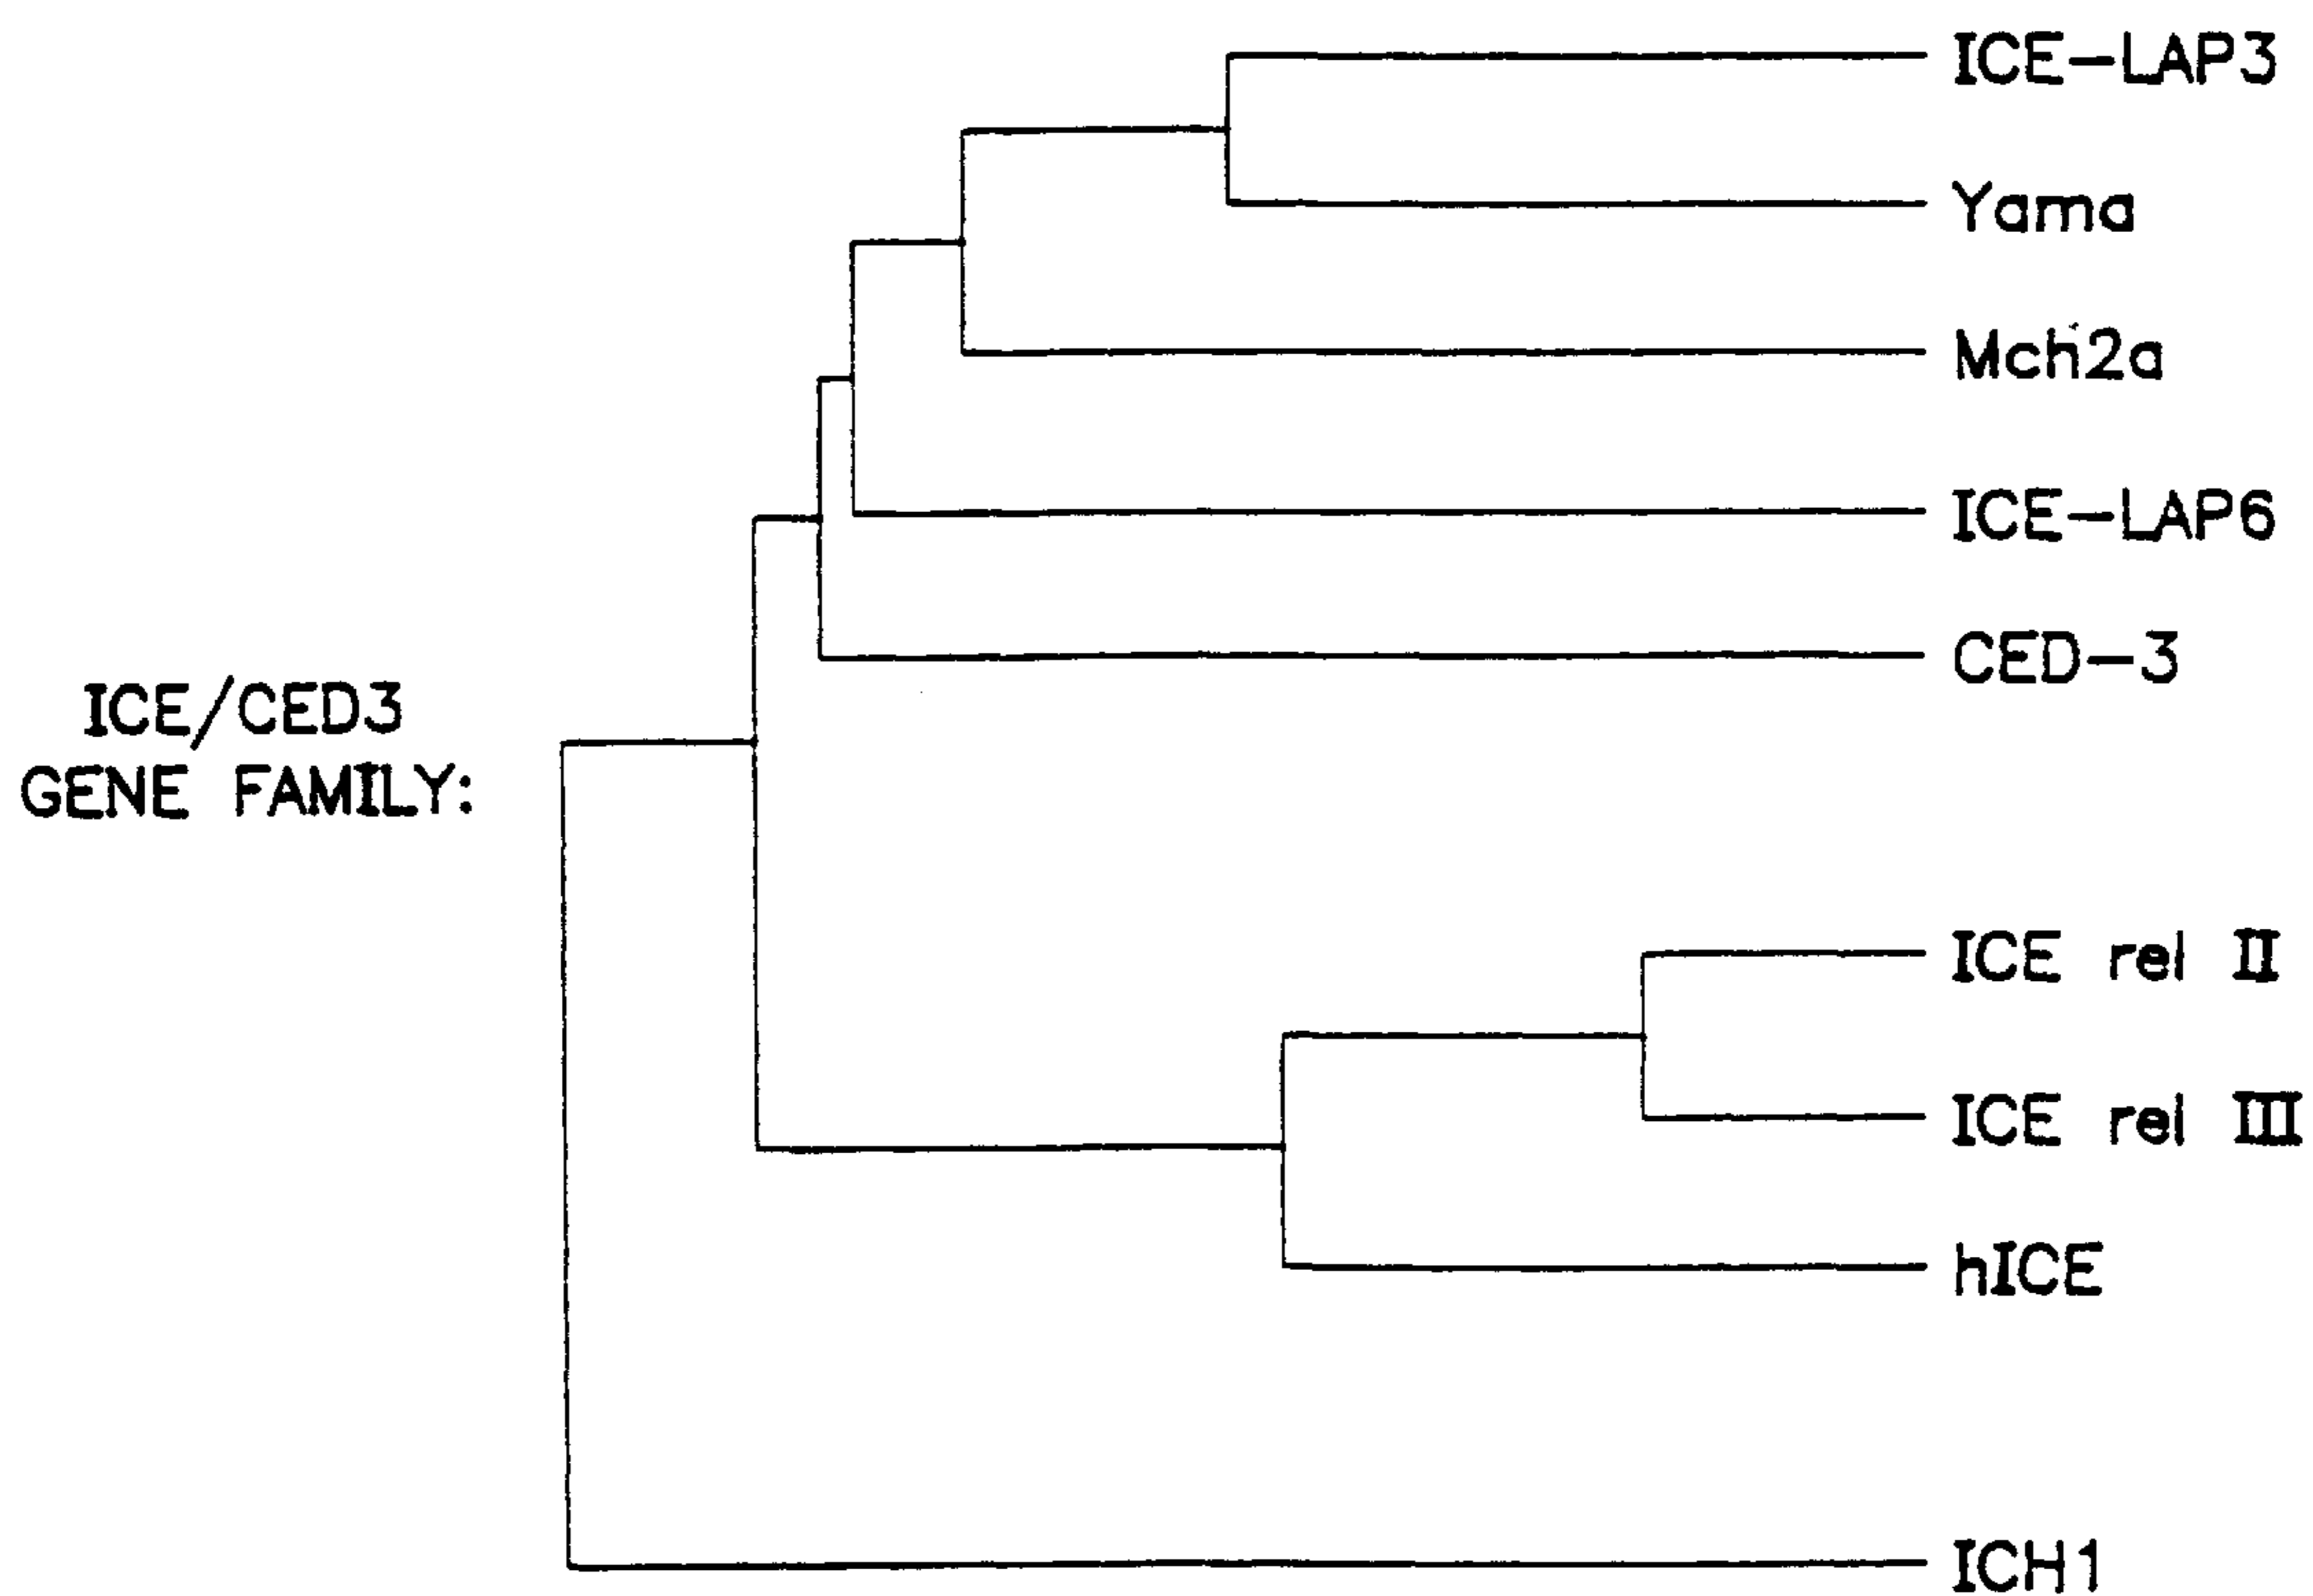 ICE-LAP3
Yama
Mch2a
ICE-LAP6
CED-3
ICE/CED3
GENE FAMILY:
ICE rel II
ICE rel III
hICE
ICH1